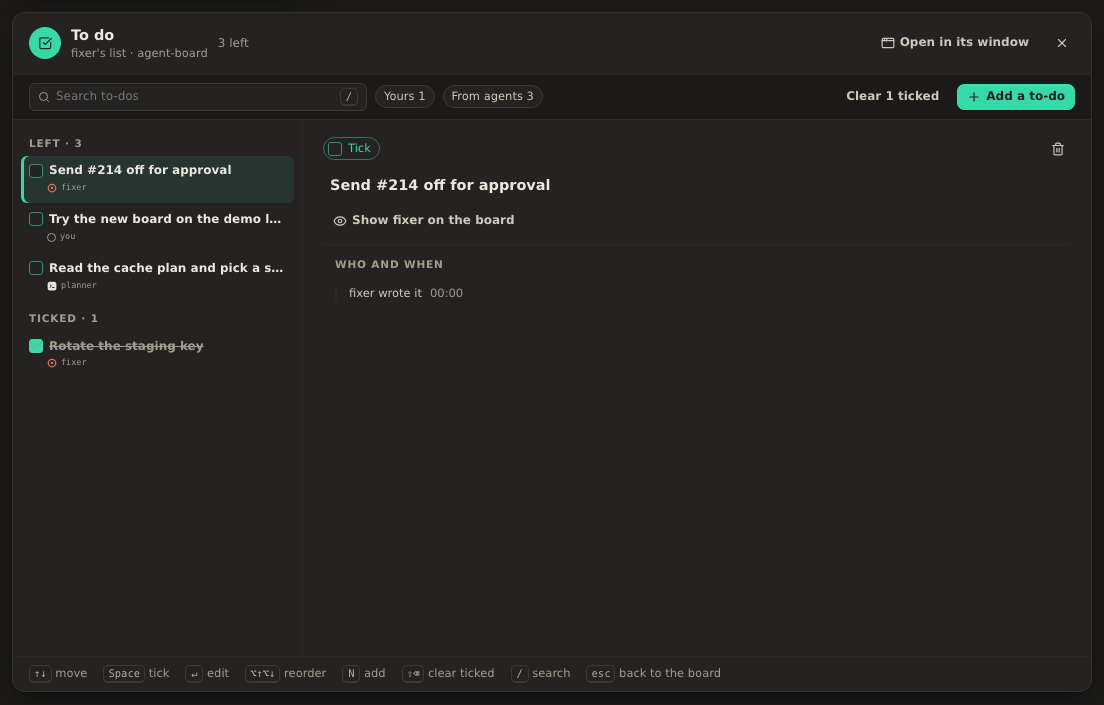 To do
fixer's list · agent-board
3 left
Open in its window
Search to-dos
/
Yours 1
From agents 3
Clear 1 ticked
Add a to-do
LEFT · 3
Send #214 off for approval
fixer
Try the new board on the demo l…
you
Read the cache plan and pick a s…
planner
TICKED · 1
Rotate the staging key
fixer
Tick
Send #214 off for approval
Show fixer on the board
WHO AND WHEN
fixer wrote it 00:00
↑↓ move Space tick ↵ edit ⌥↑⌥↓ reorder N add ⇧⌫ clear ticked / search esc back to the board